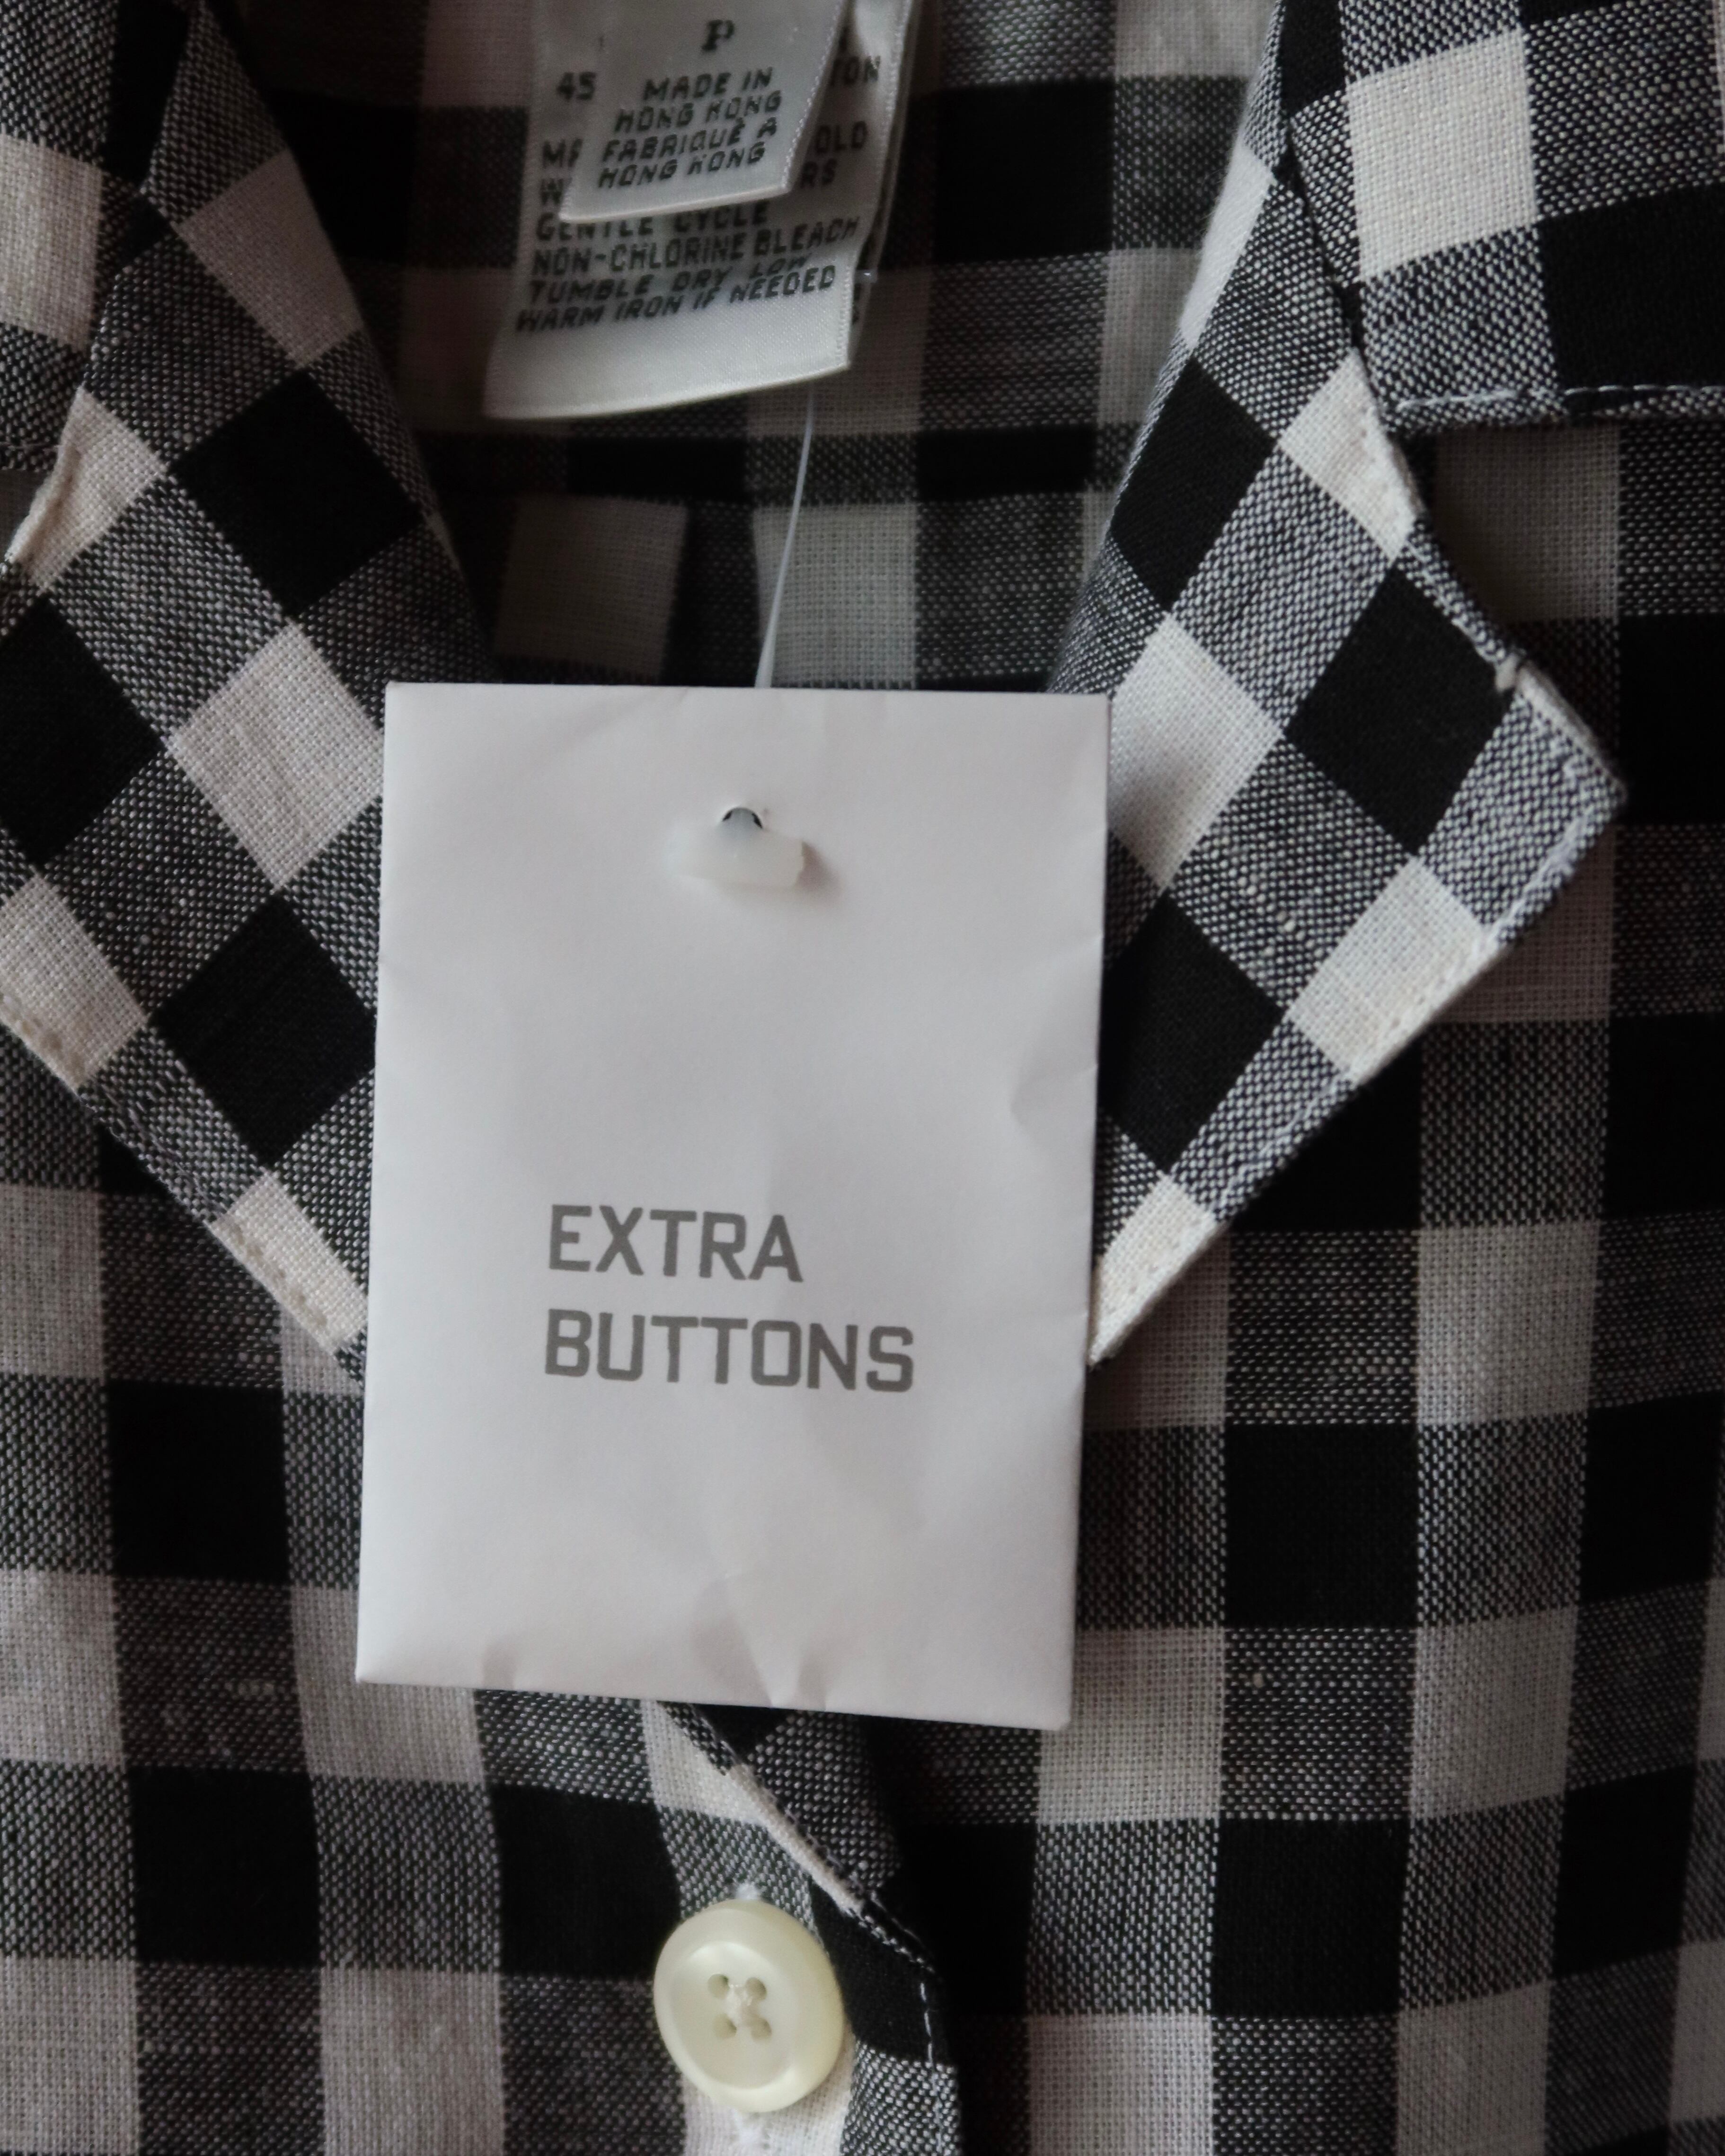 P
MADE IN
HONG KONG
FABRIQUÉ A
HONG KONG
45
GENTLE CYCLE
NON-CHLORINE BLEACH
TUMBLE DRY LOW
WARM IRON IF NEEDED
EXTRA
BUTTONS